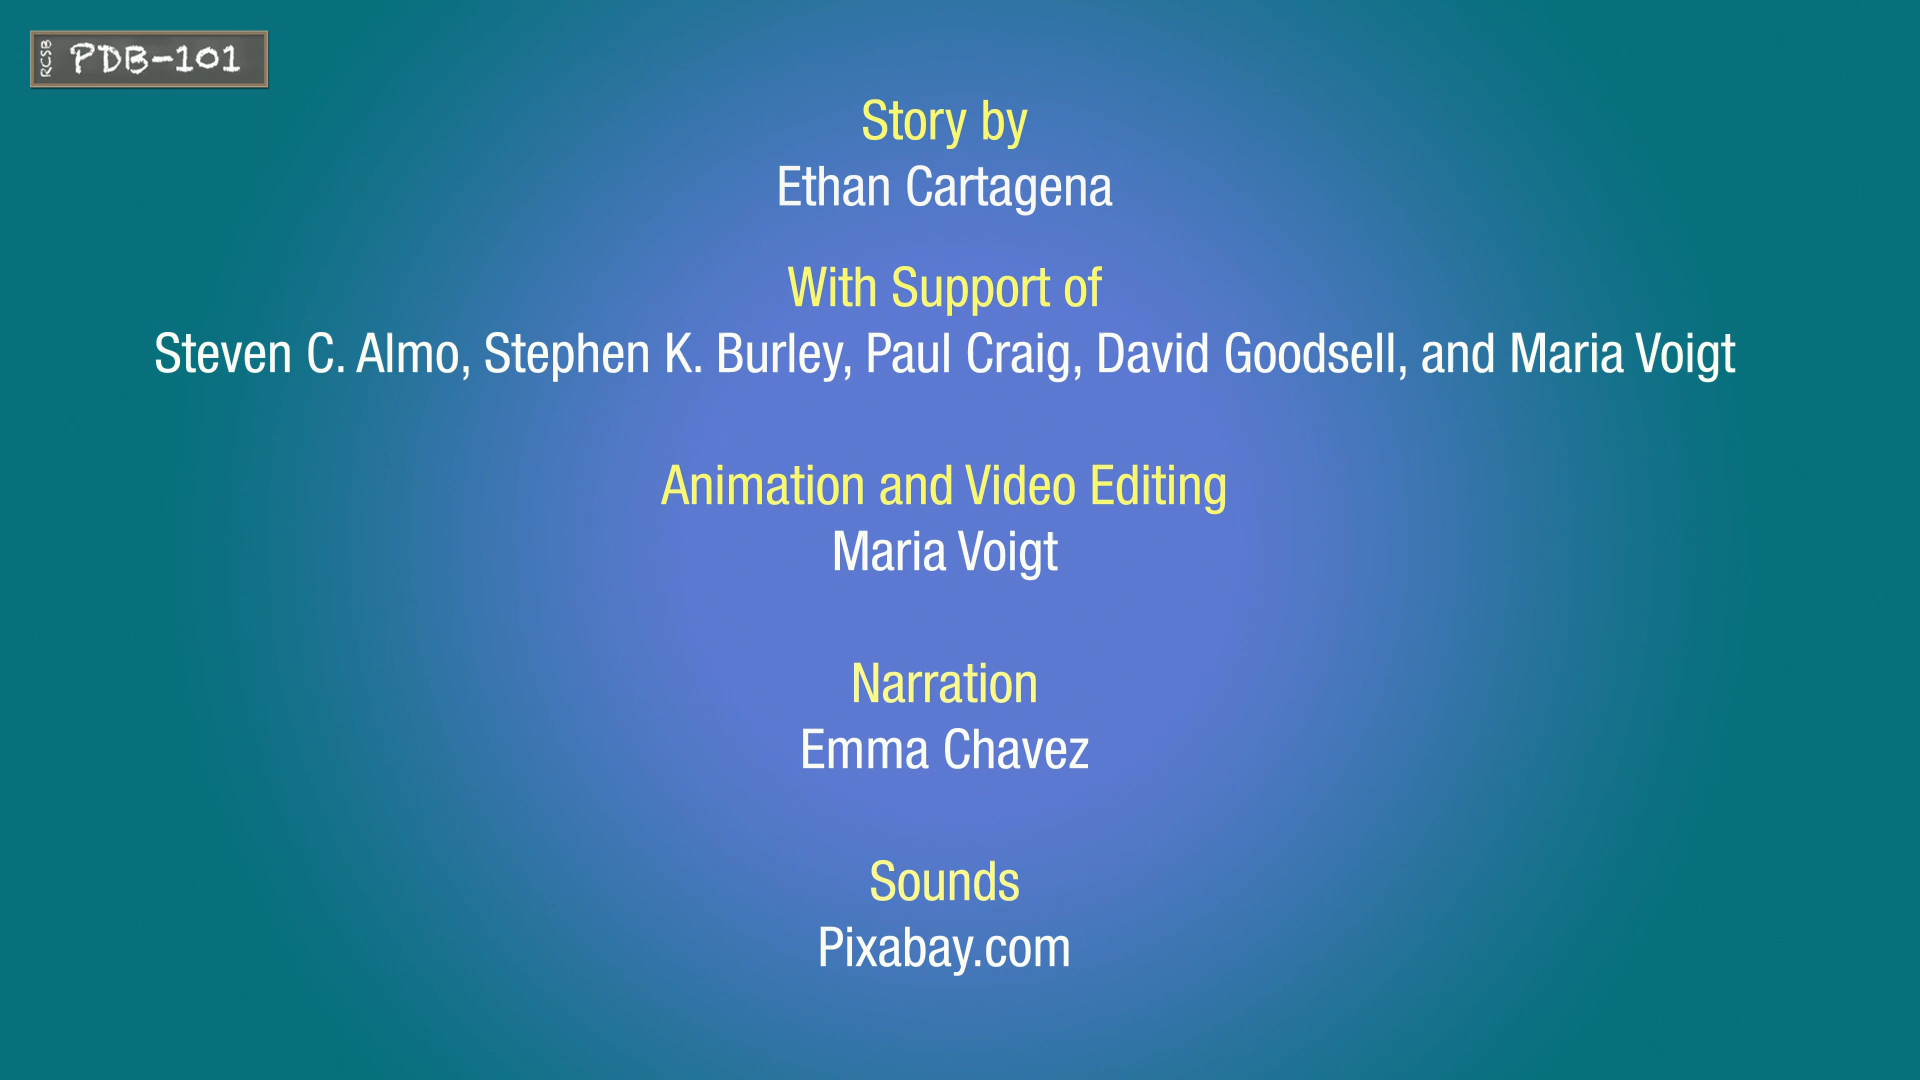 RCSB PDB-101
Story by
Ethan Cartagena
With Support of
Steven C. Almo, Stephen K. Burley, Paul Craig, David Goodsell, and Maria Voigt
Animation and Video Editing
Maria Voigt
Narration
Emma Chavez
Sounds
Pixabay.com